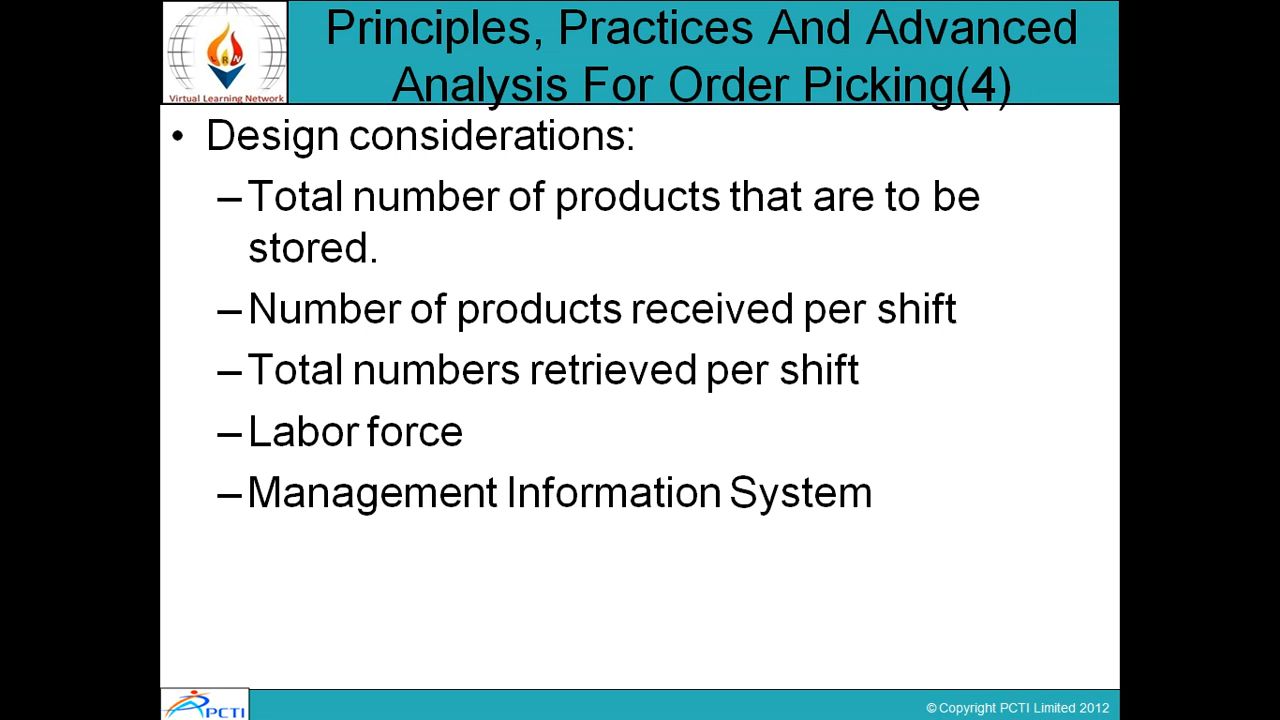 Principles, Practices And Advanced
Analysis For Order Picking(4)
Virtual Learning Network
• Design considerations:
–Total number of products that are to be
stored.
–Number of products received per shift
–Total numbers retrieved per shift
–Labor force
–Management Information System
PCTI
© Copyright PCTI Limited 2012